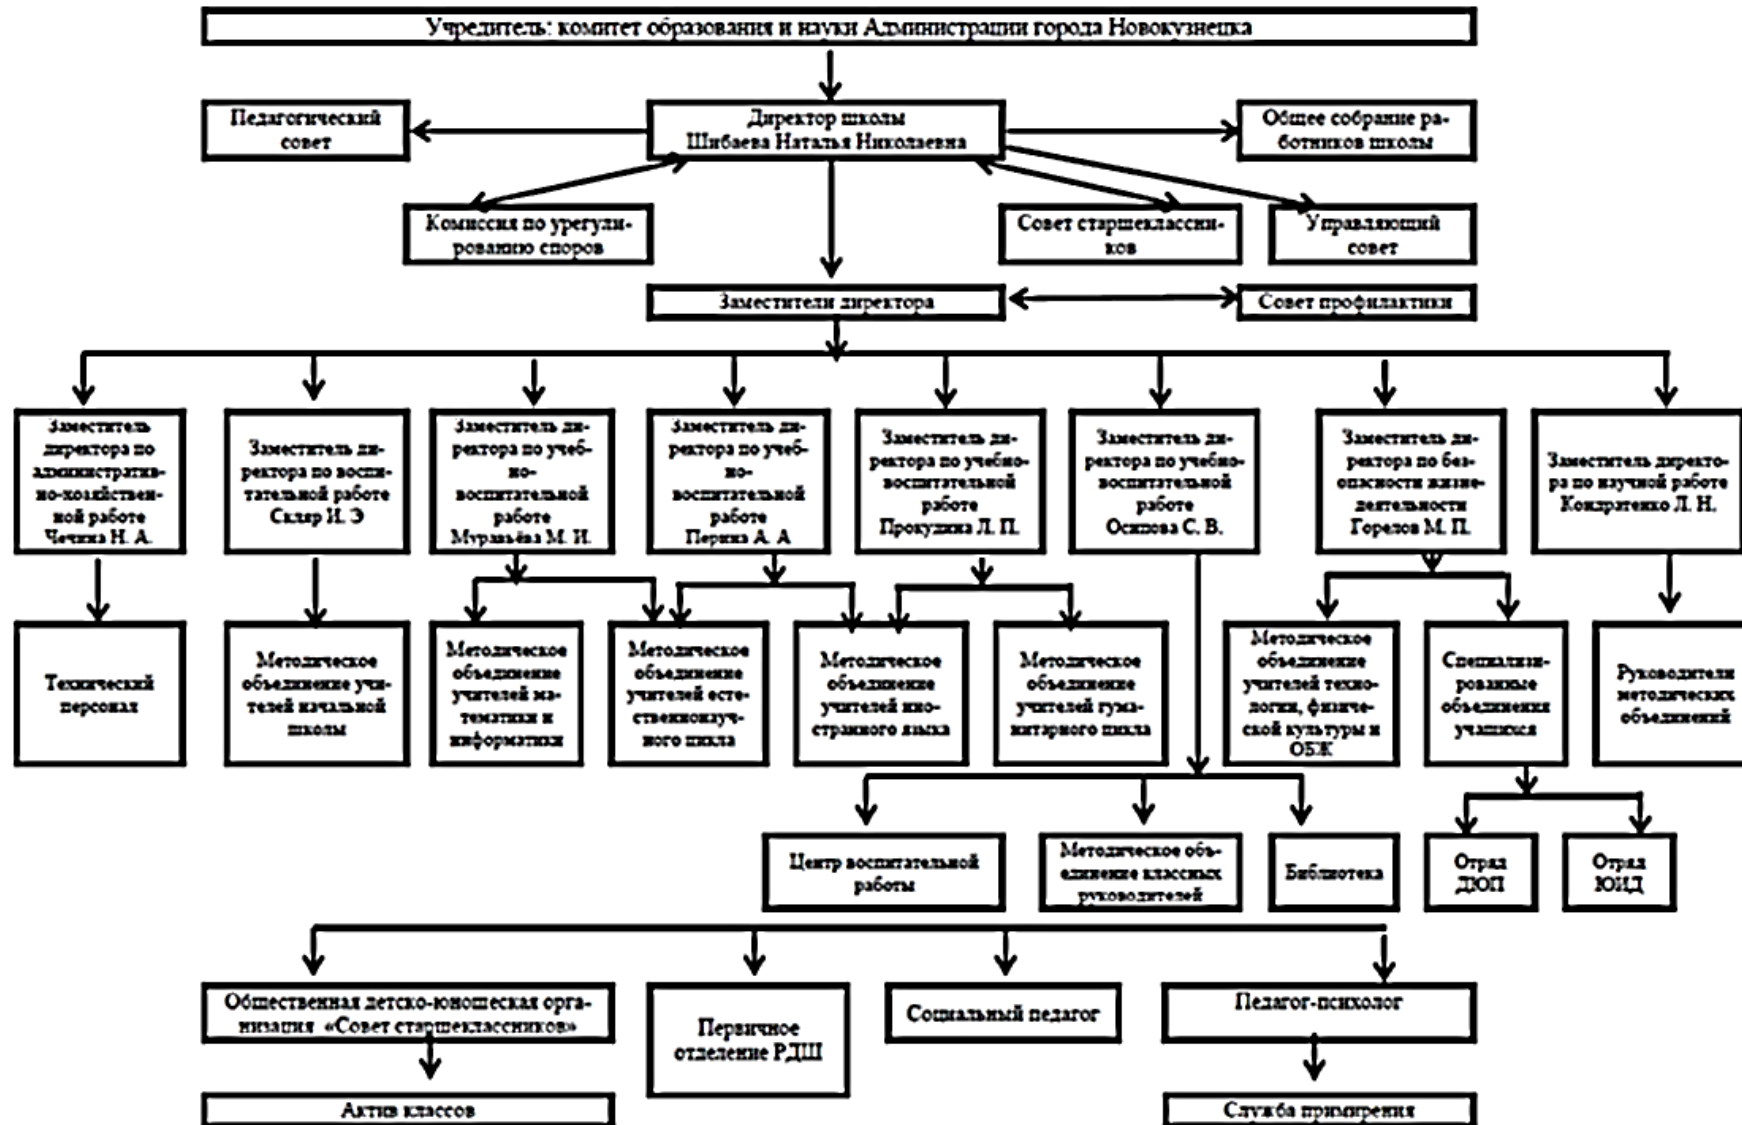 Учредитель: комитет образования и науки Администрации города Новокузнецка
Педагогический
совет
Директор школы
Шибаева Наталья Николаевна
Общее собрание ра-
ботников школы
Комиссия по урегули-
рованию споров
Совет старшеклассни-
ков
Управляющий
совет
Заместители директора
Совет профилактики
Заместитель
директора по
административ-
но-хозяйствен-
ной работе
Чечина Н. А.
Заместитель ди-
ректора по воспи-
тательной работе
Скляр И. Э
Заместитель ди-
ректора по учеб-
но-
воспитательной
работе
Муравьёва М. И.
Заместитель ди-
ректора по учеб-
но-
воспитательной
работе
Перина А. А
Заместитель ди-
ректора по учебно-
воспитательной
работе
Прокудина Л. П.
Заместитель ди-
ректора по учебно-
воспитательной
работе
Осипова С. В.
Заместитель ди-
ректора по без-
опасности жизне-
деятельности
Горелов М. П.
Заместитель директо-
ра по научной работе
Кондратенко Л. Н.
Технический
персонал
Методическое
объединение учи-
телей начальной
школы
Методическое
объединение
учителей ма-
тематики и
информатики
Методическое
объединение
учителей есте-
ственнонауч-
ного цикла
Методическое
объединение
учителей ино-
странного языка
Методическое
объединение
учителей гума-
нитарного цикла
Методическое
объединение
учителей техно-
логии, физиче-
ской культуры и
ОБЖ
Специализи-
рованные
объединения
учащихся
Руководители
методических
объединений
Центр воспитательной
работы
Методическое объ-
единение классных
руководителей
Библиотека
Отряд
ДЮП
Отряд
ЮИД
Общественная детско-юношеская орга-
низация «Совет старшеклассников»
Первичное
отделение РДШ
Социальный педагог
Педагог-психолог
Актив классов
Служба примирения